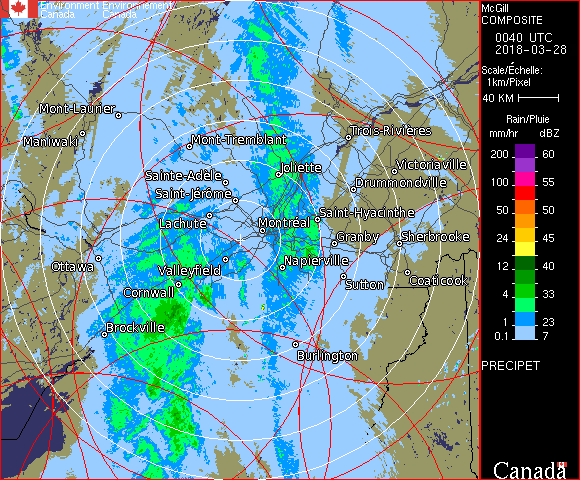 Environment Environnement
Canada Canada
McGill
COMPOSITE
0040 UTC
2018-03-28
Scale/Échelle:
1km/Pixel
40 KM
Rain/Pluie
mm/hr dBZ
200 60
100 55
50 50
24 45
12 40
4 33
1 23
0.1 7
PRECIPET
Canada
Mont-Laurier
Maniwaki
Mont-Tremblant
Trois-Rivières
Joliette
Victoriaville
Sainte-Adèle
Drummondville
Saint-Jérôme
Lachute
Saint-Hyacinthe
Montréal
Granby
Sherbrooke
Ottawa
Valleyfield
Napierville
Coaticook
Sutton
Cornwall
Brockville
Burlington